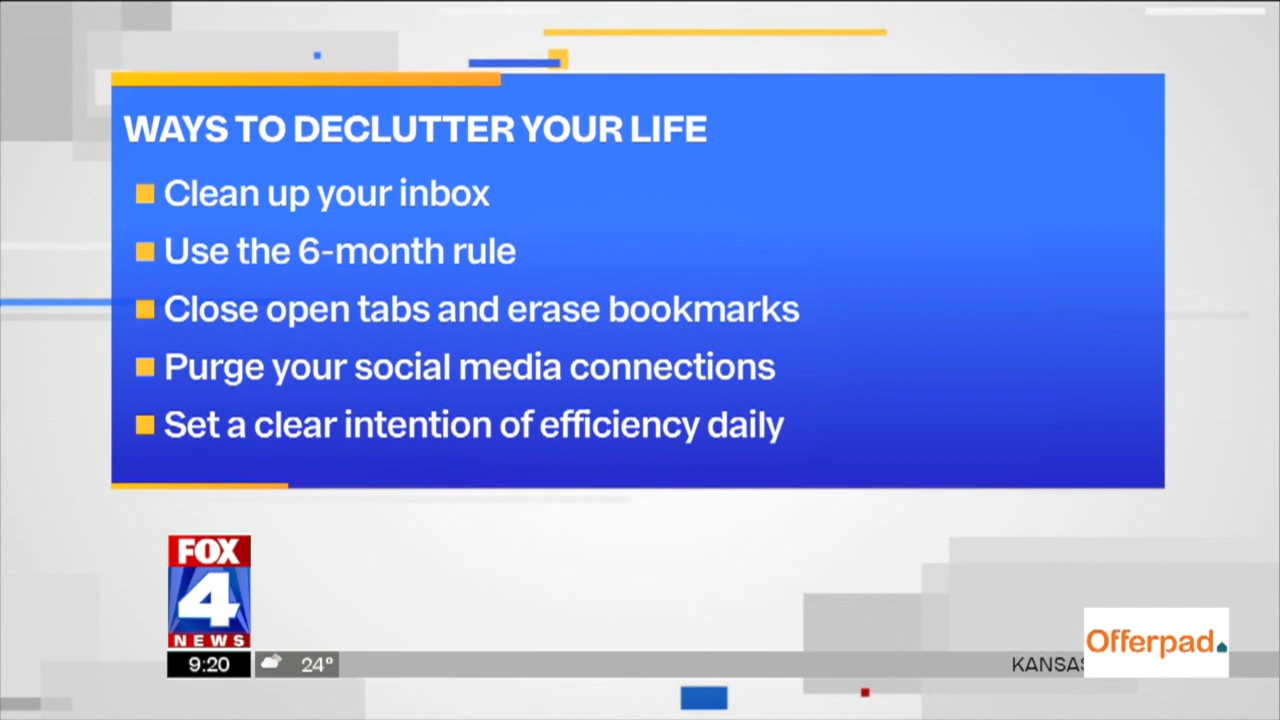 WAYS TO DECLUTTER YOUR LIFE
Clean up your inbox
Use the 6-month rule
Close open tabs and erase bookmarks
Purge your social media connections
Set a clear intention of efficiency daily
FOX
4
NEWS
9:20
24°
KANSAS
Offerpad.